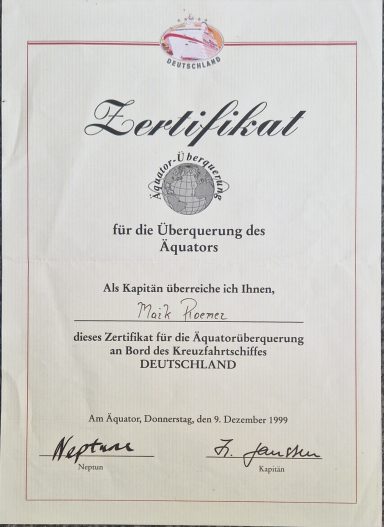 DEUTSCHLAND
Zertifikat
Äquator-Überquerung
für die Überquerung des
Äquators
Als Kapitän überreiche ich Ihnen,
Maik Roemer
dieses Zertifikat für die Äquatorüberquerung
an Bord des Kreuzfahrtschiffes
DEUTSCHLAND
Am Äquator, Donnerstag, den 9. Dezember 1999
Neptun
Neptun
Kapitän